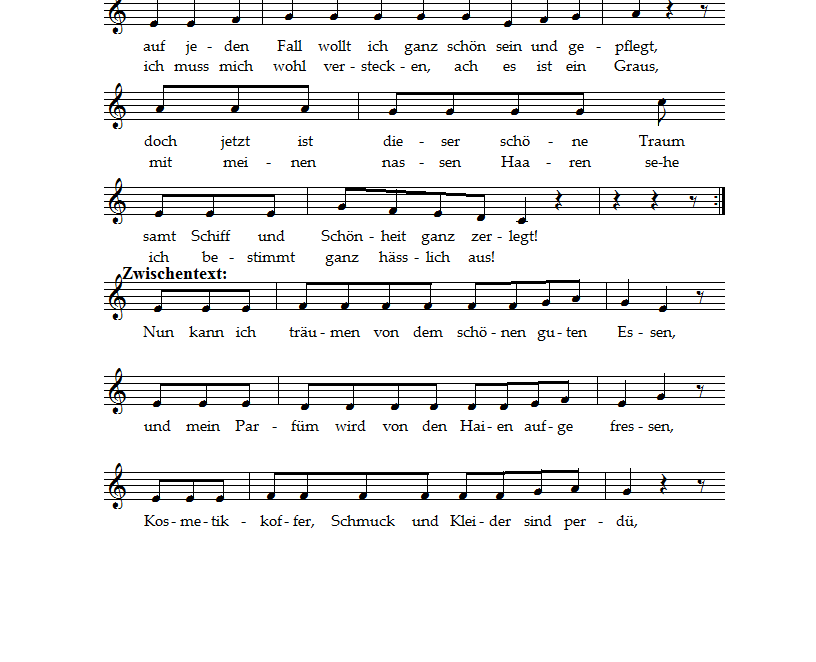 auf je - den Fall wollt ich ganz schön sein und ge - pflegt,
ich muss mich wohl ver - steck - en, ach es ist ein Graus,
doch jetzt ist die - ser schö - ne Traum
mit mei - nen nas - sen Haa - ren se-he
samt Schiff und Schön - heit ganz zer - legt!
ich be - stimmt ganz häss - lich aus!
Zwischentext:
Nun kann ich träu - men von dem schö - nen gu - ten Es - sen,
und mein Par - füm wird von den Hai - en auf - ge fres - sen,
Kos - me - tik - kof - fer, Schmuck und Klei - der sind per - dü,